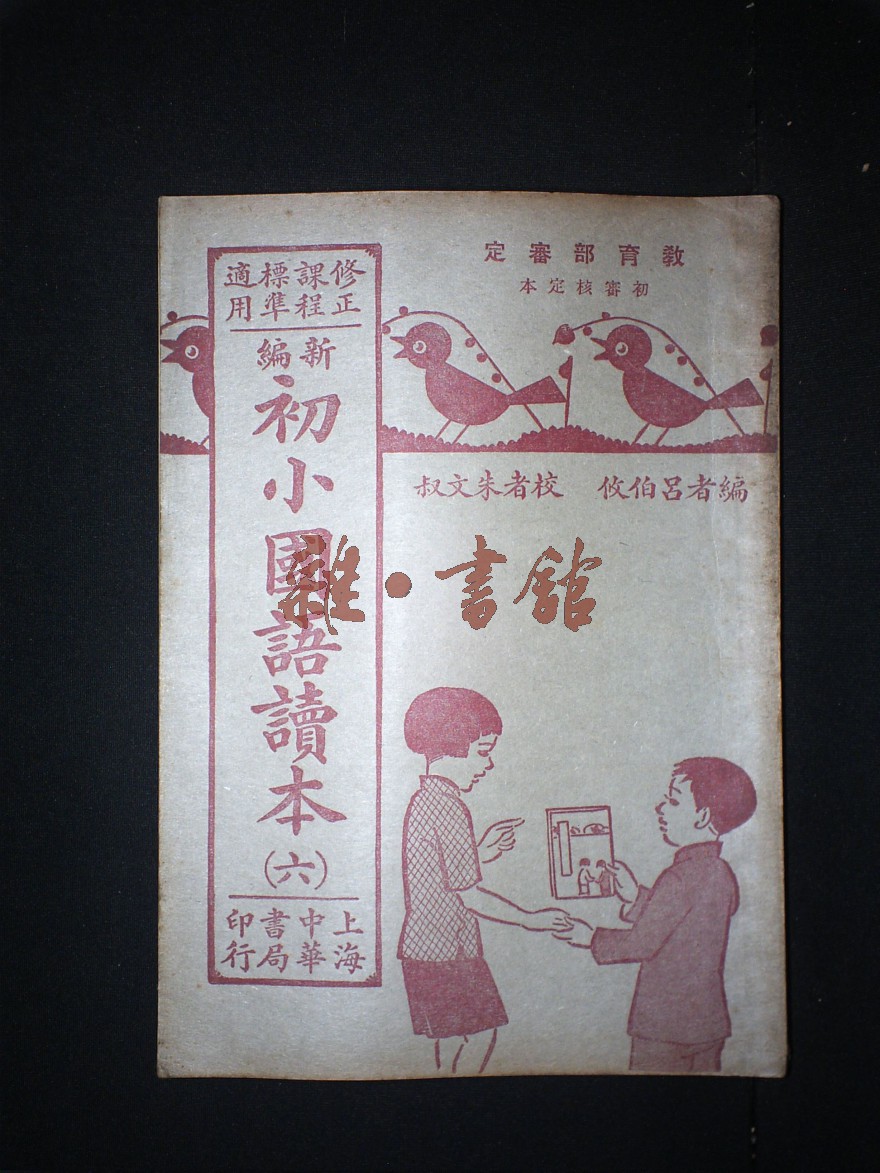 教育部審定
初審核定本
編者呂伯攸 校者朱文叔
修正課程標準適用
新編
初小國語讀本
(六)
上海中華書局印行
雜·書舘